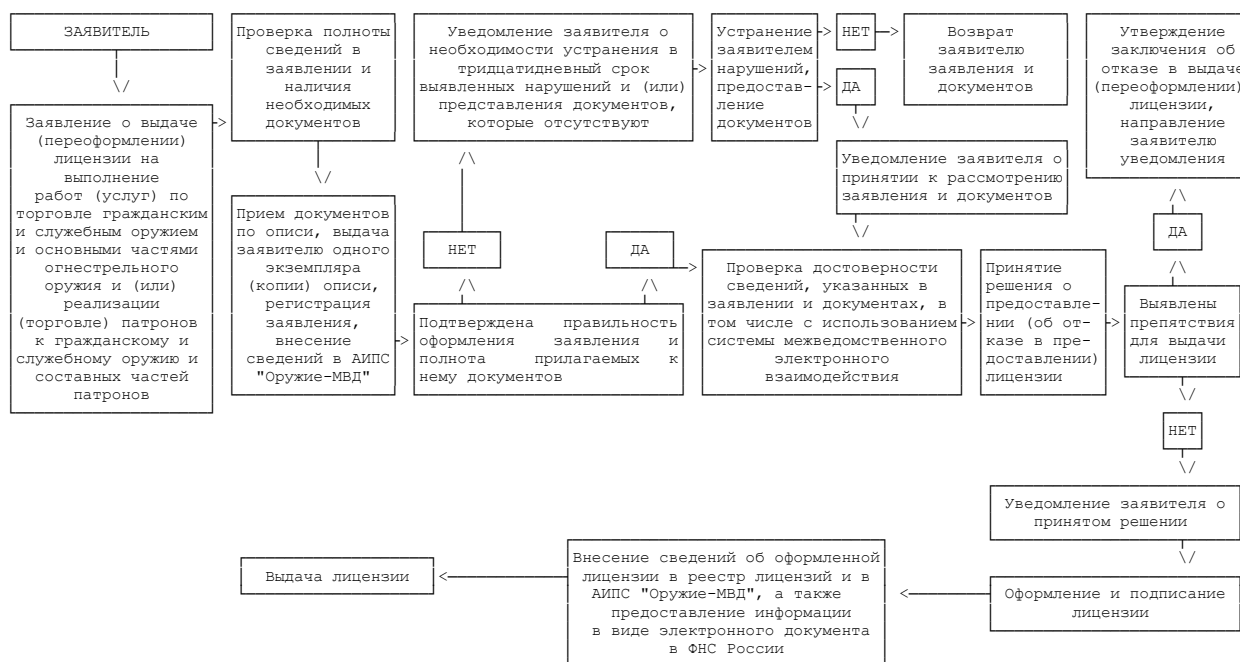 ЗАЯВИТЕЛЬ
Заявление о выдаче
(переоформлении)
лицензии на
выполнение
работ (услуг) по
торговле гражданским
и служебным оружием
и основными частями
огнестрельного
оружия и (или)
реализации
(торговле) патронов
к гражданскому и
служебному оружию и
составных частей
патронов
Проверка полноты
сведений в
заявлении и
наличия
необходимых
документов
Прием документов
по описи, выдача
заявителю одного
экземпляра
(копии) описи,
регистрация
заявления,
внесение
сведений в АИПС
"Оружие-МВД"
Уведомление заявителя о
необходимости устранения в
тридцатидневный срок
выявленных нарушений и (или)
представления документов,
которые отсутствуют
НЕТ
ДА
Подтверждена правильность
оформления заявления и
полнота прилагаемых к
нему документов
Устранение
заявителем
нарушений,
предостав-
ление
документов
НЕТ
ДА
Возврат
заявителю
заявления и
документов
Уведомление заявителя о
принятии к рассмотрению
заявления и документов
Проверка достоверности
сведений, указанных в
заявлении и документах, в
том числе с использованием
системы межведомственного
электронного
взаимодействия
Принятие
решения о
предоставле-
нии (об от-
казе в пре-
доставлении)
лицензии
Утверждение
заключения об
отказе в выдаче
(переоформлении)
лицензии,
направление
заявителю
уведомления
ДА
Выявлены
препятствия
для выдачи
лицензии
НЕТ
Уведомление заявителя о
принятом решении
Оформление и подписание
лицензии
Внесение сведений об оформленной
лицензии в реестр лицензий и в
АИПС "Оружие-МВД", а также
предоставление информации
в виде электронного документа
в ФНС России
Выдача лицензии